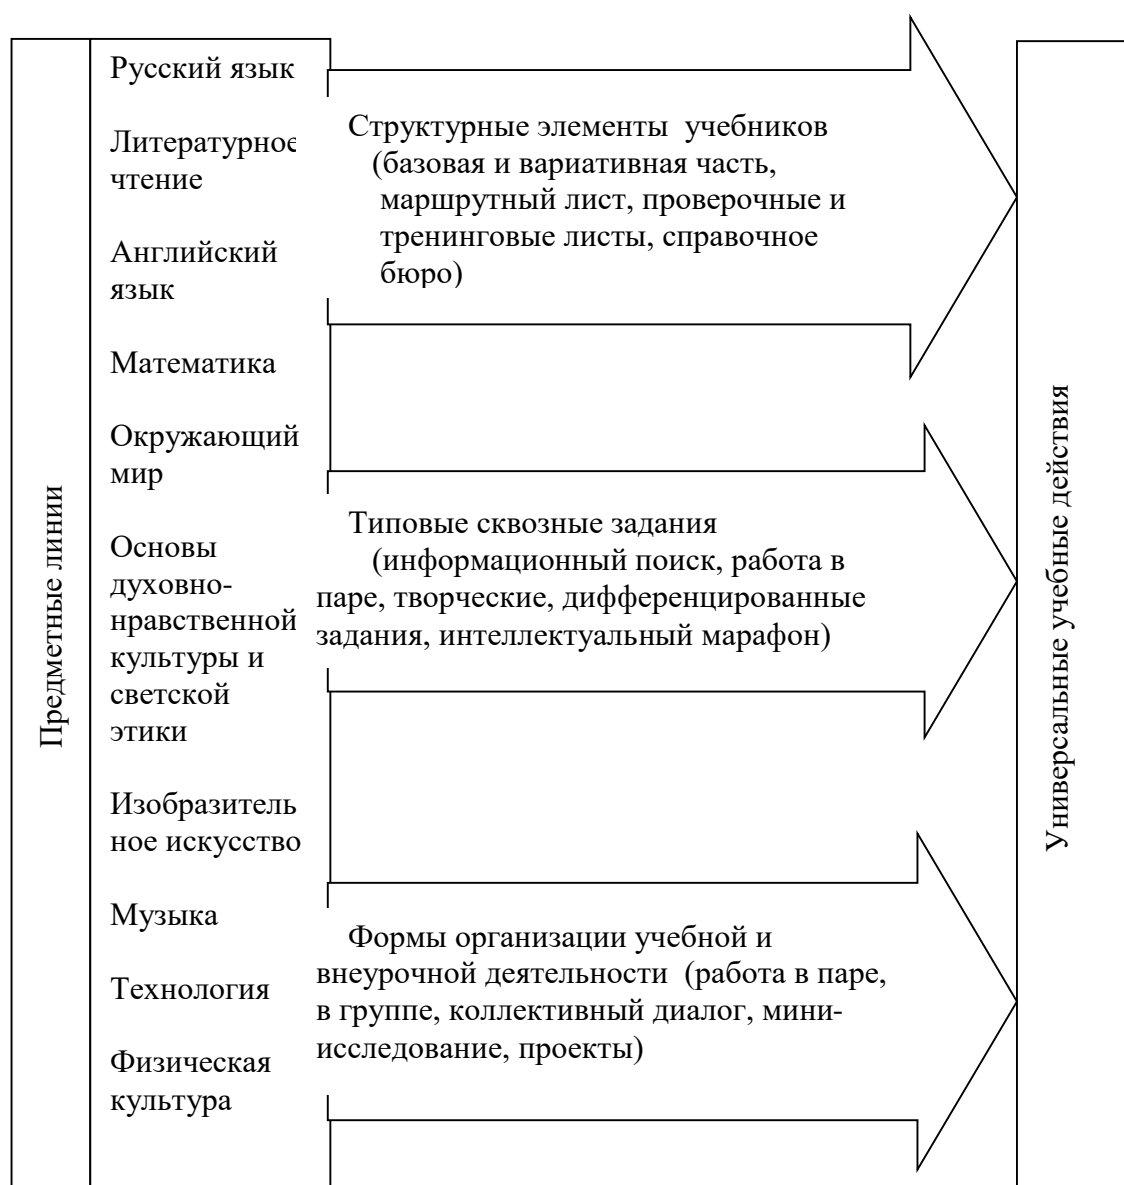 Предметные линии
Русский язык
Литературное
чтение
Английский
язык
Математика
Окружающий
мир
Основы
духовно-
нравственной
культуры и
светской
этики
Изобразитель
ное искусство
Музыка
Технология
Физическая
культура
Структурные элементы учебников
(базовая и вариативная часть,
маршрутный лист, проверочные и
тренинговые листы, справочное
бюро)
Типовые сквозные задания
(информационный поиск, работа в
паре, творческие, дифференцированные
задания, интеллектуальный марафон)
Формы организации учебной и
внеурочной деятельности (работа в паре,
в группе, коллективный диалог, мини-
исследование, проекты)
Универсальные учебные действия